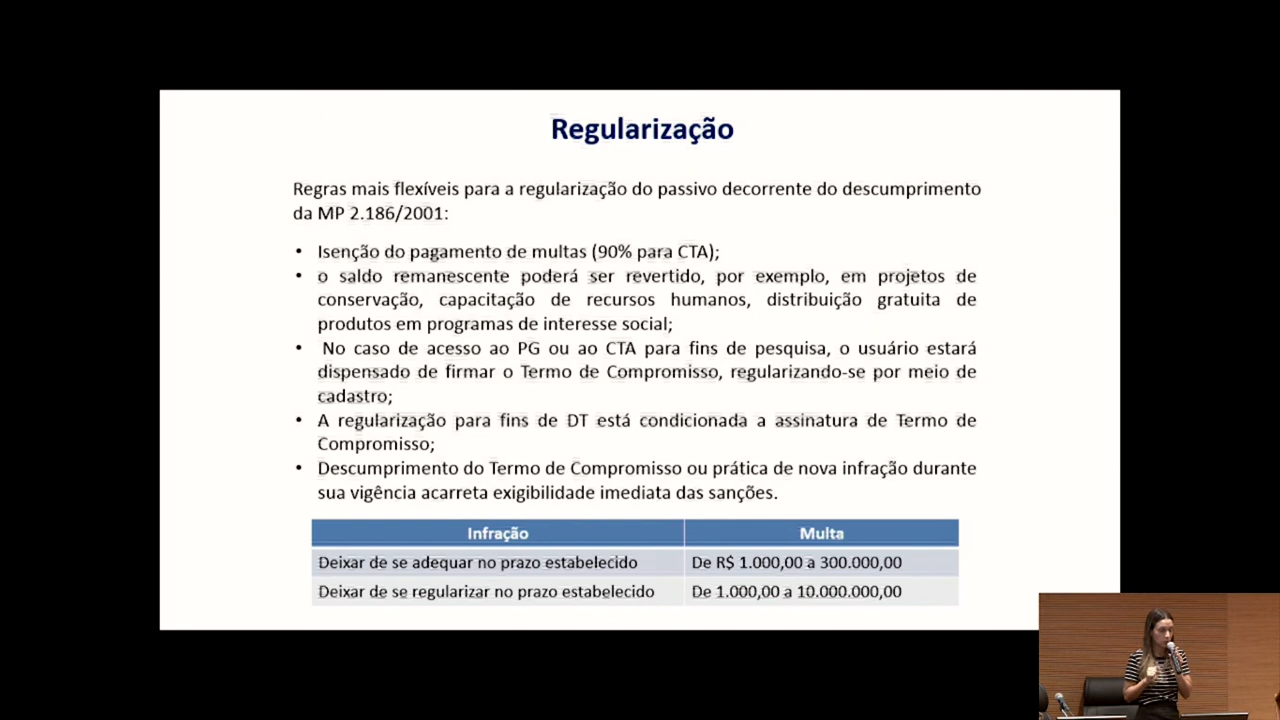 Regularização
Regras mais flexíveis para a regularização do passivo decorrente do descumprimento
da MP 2.186/2001:
• Isenção do pagamento de multas (90% para CTA);
• o saldo remanescente poderá ser revertido, por exemplo, em projetos de
conservação, capacitação de recursos humanos, distribuição gratuita de
produtos em programas de interesse social;
• No caso de acesso ao PG ou ao CTA para fins de pesquisa, o usuário estará
dispensado de firmar o Termo de Compromisso, regularizando-se por meio de
cadastro;
• A regularização para fins de DT está condicionada a assinatura de Termo de
Compromisso;
• Descumprimento do Termo de Compromisso ou prática de nova infração durante
sua vigência acarreta exigibilidade imediata das sanções.
Infração Multa
Deixar de se adequar no prazo estabelecido De R$ 1.000,00 a 300.000,00
Deixar de se regularizar no prazo estabelecido De 1.000,00 a 10.000.000,00